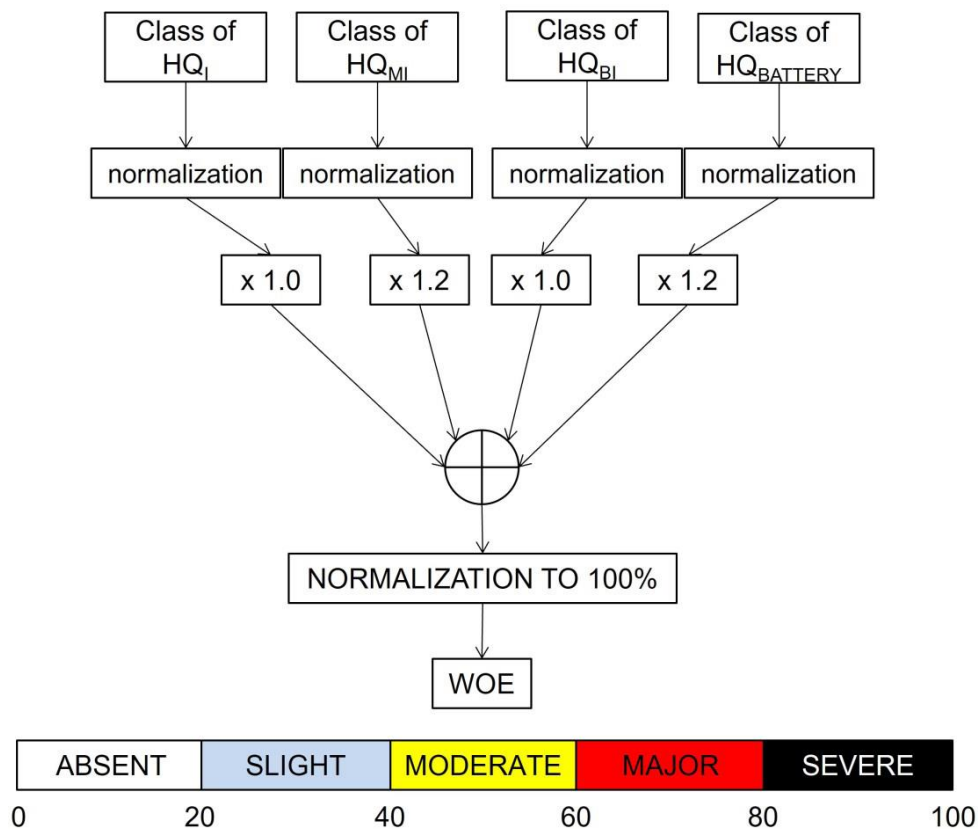 Class of
HQI
Class of
HQMI
Class of
HQBI
Class of
HQBATTERY
normalization
normalization
normalization
normalization
x 1.0
x 1.2
x 1.0
x 1.2
NORMALIZATION TO 100%
WOE
ABSENT SLIGHT MODERATE MAJOR SEVERE
0 20 40 60 80 100